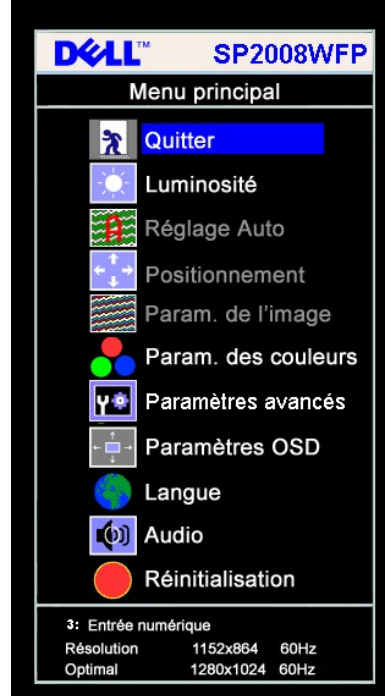 DELL™ SP2008WFP
Menu principal
Quitter
Luminosité
Réglage Auto
Positionnement
Param. de l'image
Param. des couleurs
Paramètres avancés
Paramètres OSD
Langue
Audio
Réinitialisation
3: Entrée numérique
Résolution 1152x864 60Hz
Optimal 1280x1024 60Hz